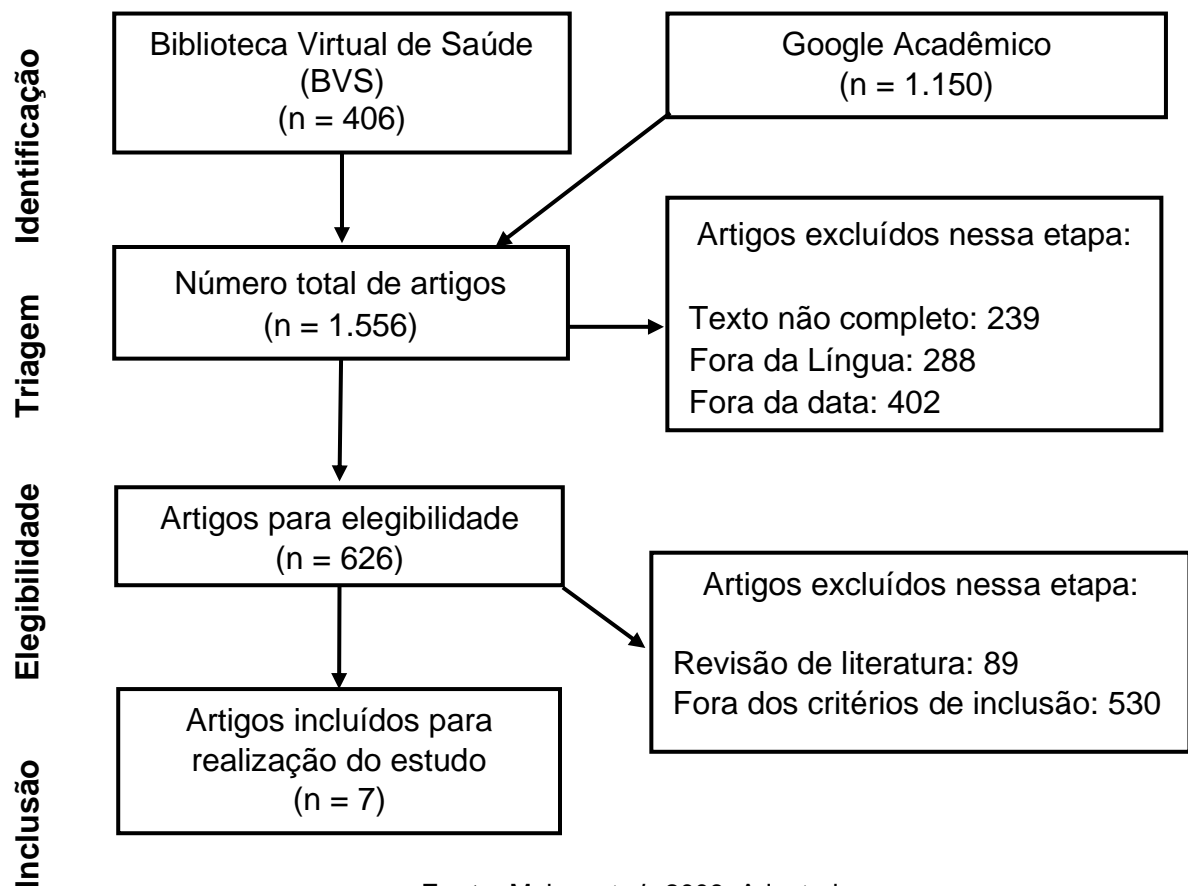 Identificação
Biblioteca Virtual de Saúde
(BVS)
(n = 406)
Google Acadêmico
(n = 1.150)
Triagem
Número total de artigos
(n = 1.556)
Artigos excluídos nessa etapa:
Texto não completo: 239
Fora da Língua: 288
Fora da data: 402
Elegibilidade
Artigos para elegibilidade
(n = 626)
Artigos excluídos nessa etapa:
Revisão de literatura: 89
Fora dos critérios de inclusão: 530
Inclusão
Artigos incluídos para
realização do estudo
(n = 7)